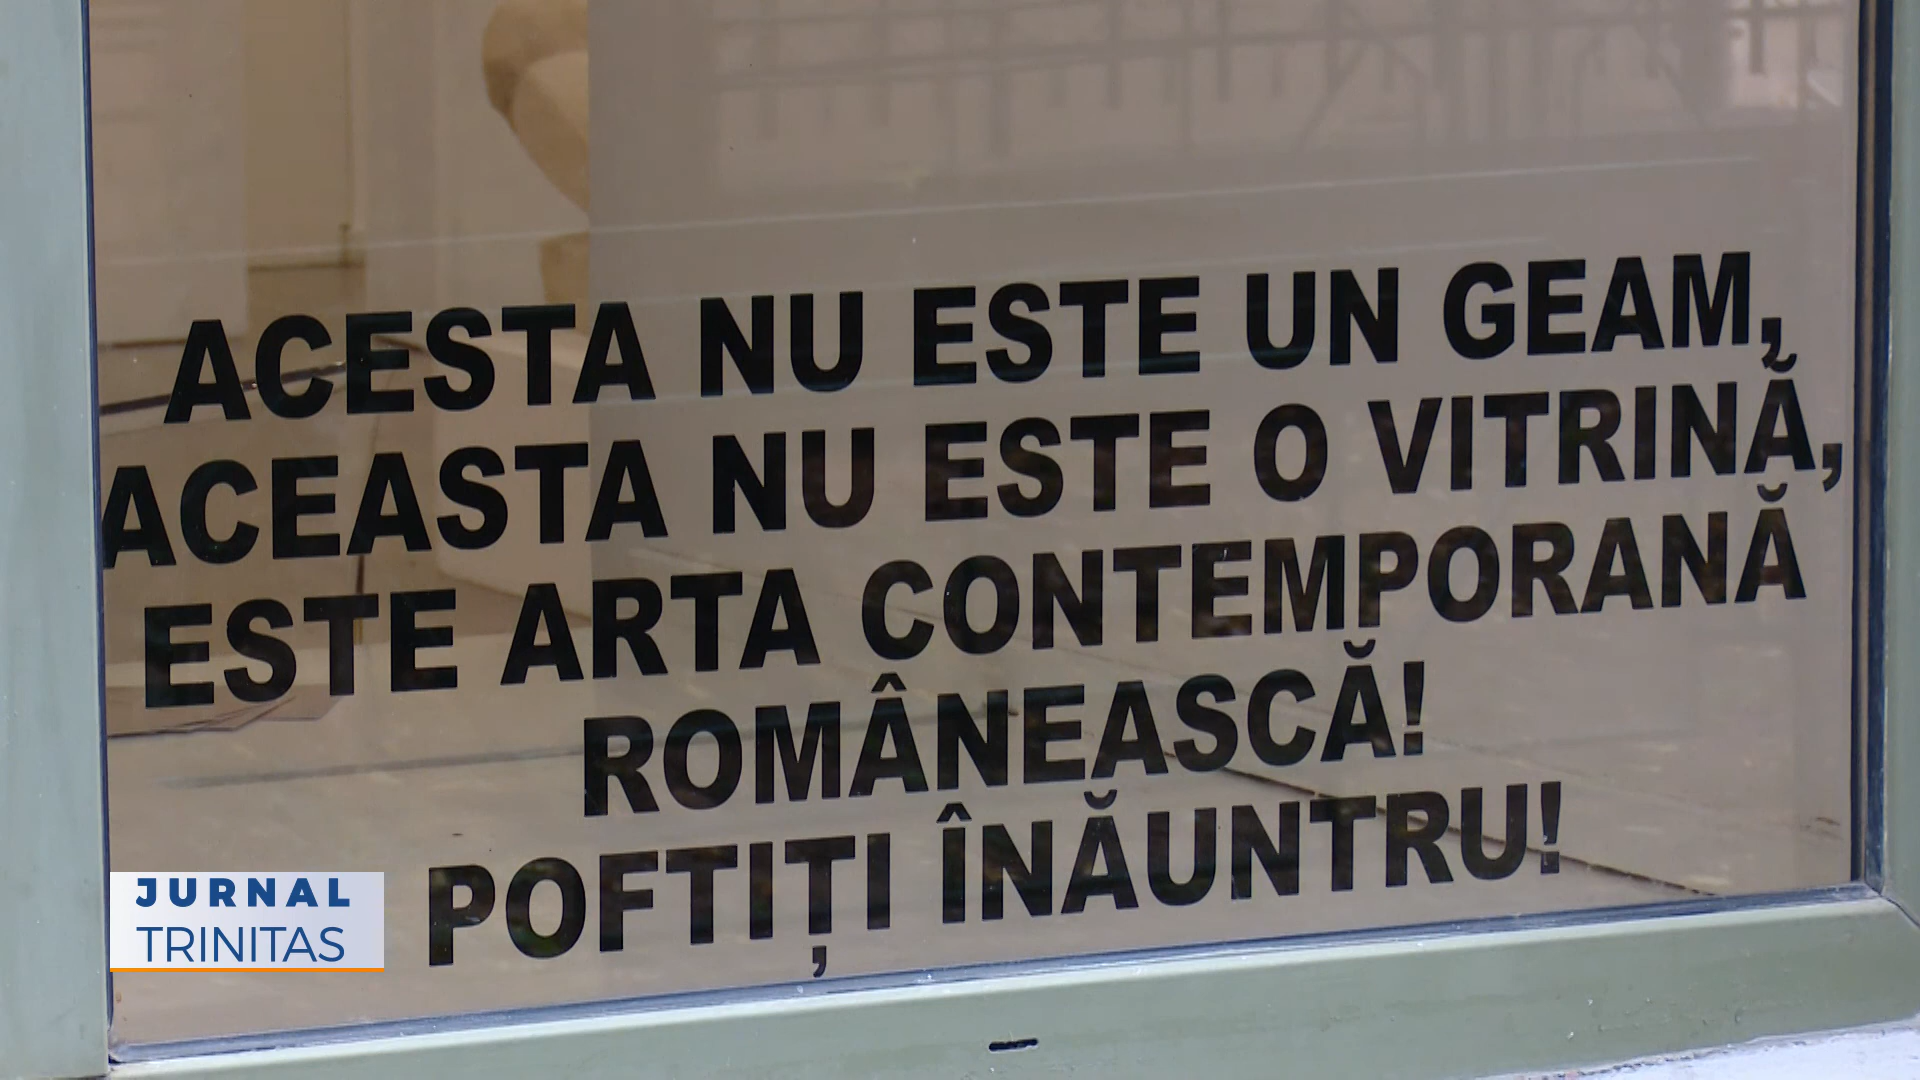 ACESTA NU ESTE UN GEAM,
ACEASTA NU ESTE O VITRINĂ,
ESTE ARTA CONTEMPORANĂ
ROMÂNEASCĂ!
POFTIȚI ÎNĂUNTRU!
JURNAL
TRINITAS